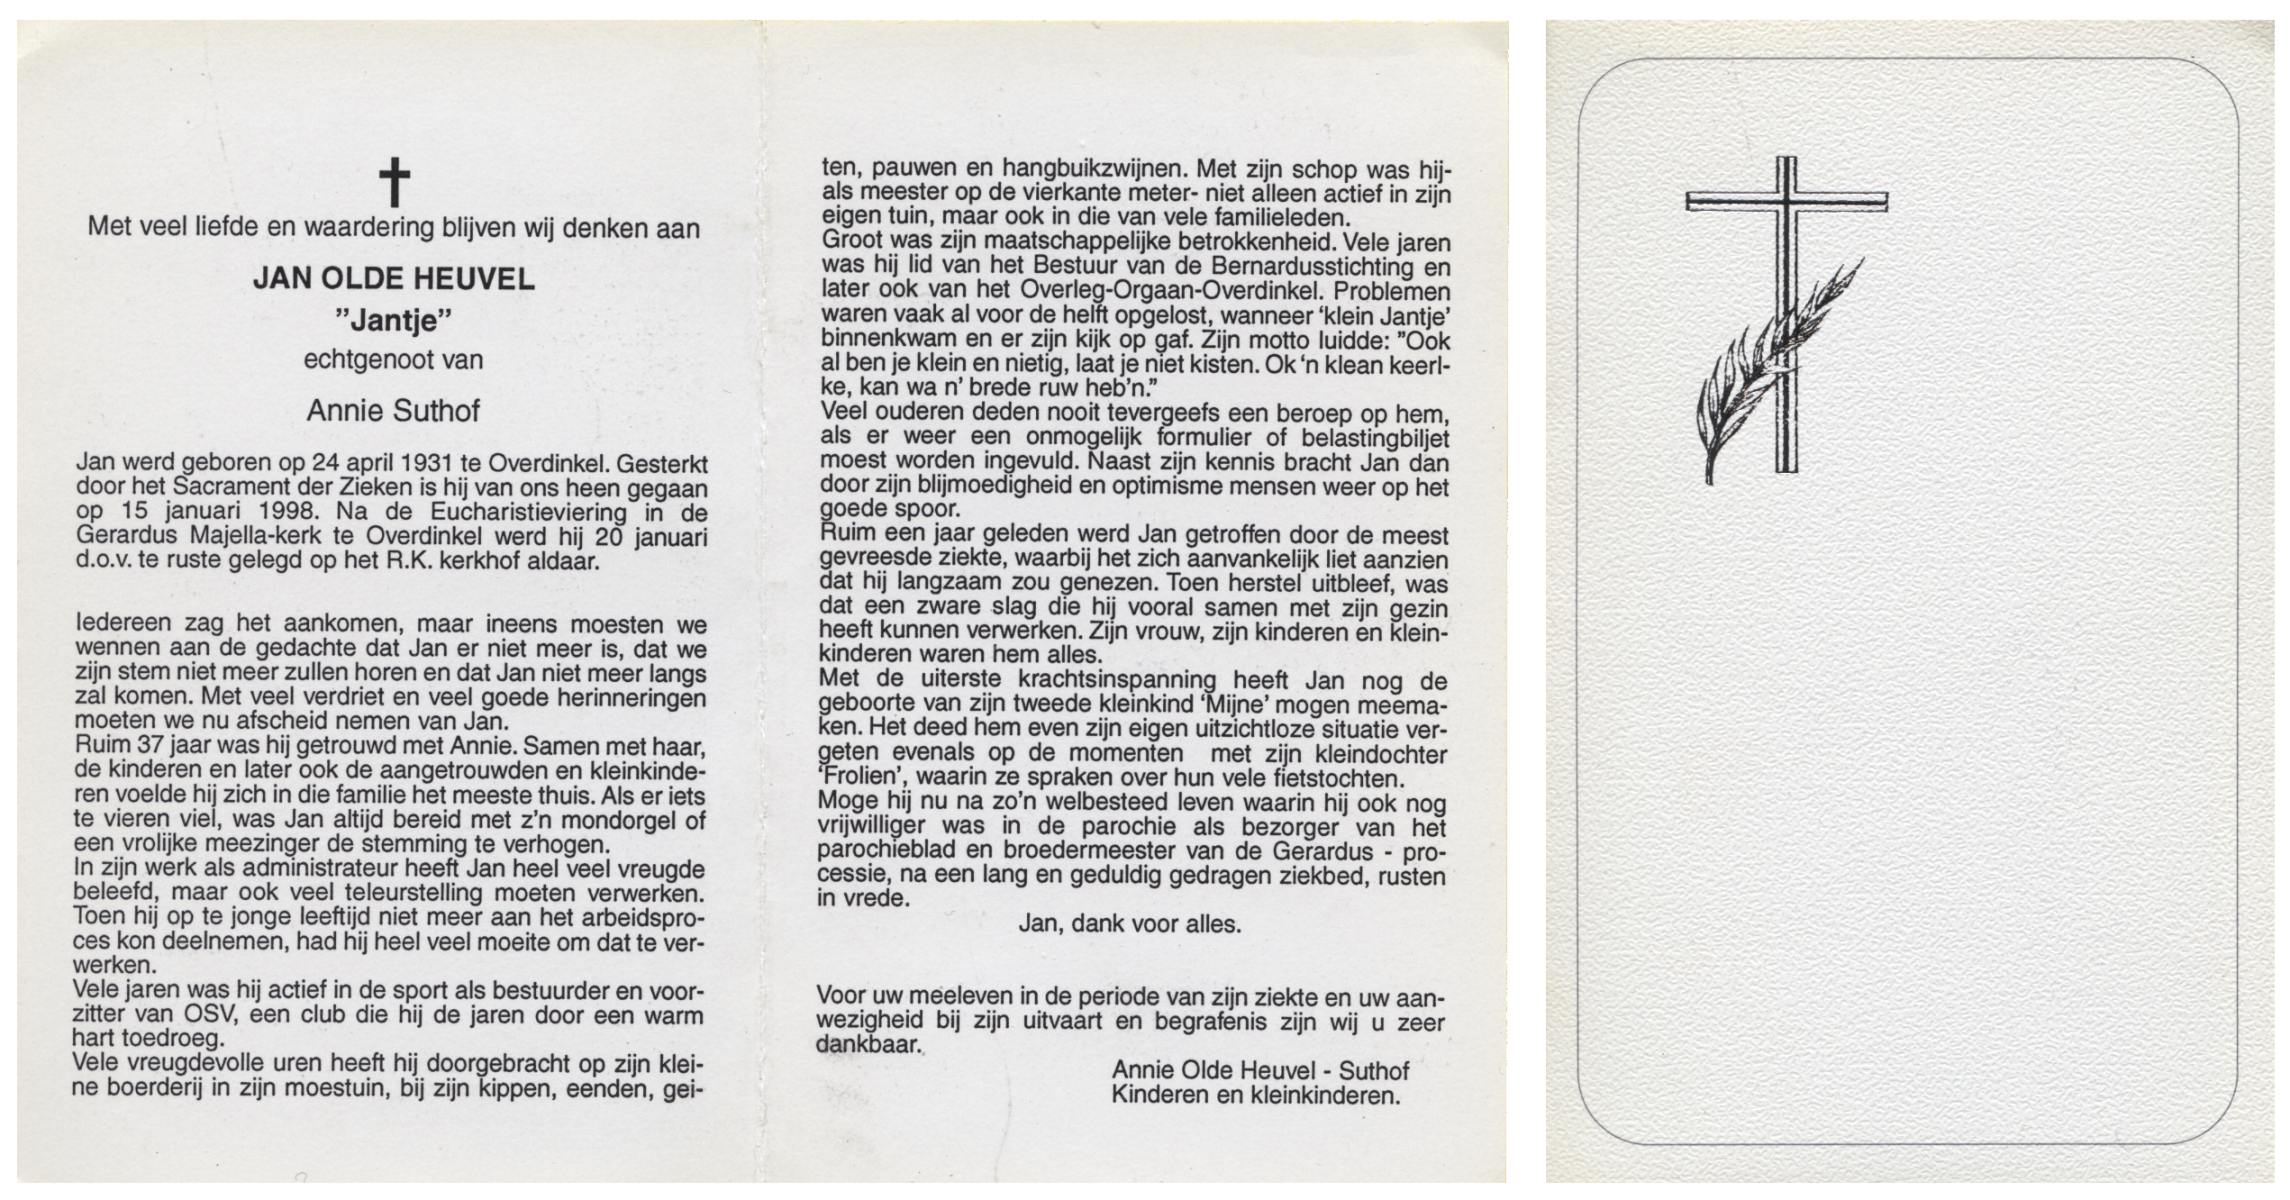 Met veel liefde en waardering blijven wij denken aan
JAN OLDE HEUVEL
”Jantje”
echtgenoot van
Annie Suthof
Jan werd geboren op 24 april 1931 te Overdinkel. Gesterkt
door het Sacrament der Zieken is hij van ons heen gegaan
op 15 januari 1998. Na de Eucharistieviering in de
Gerardus Majella-kerk te Overdinkel werd hij 20 januari
d.o.v. te ruste gelegd op het R.K. kerkhof aldaar.
Iedereen zag het aankomen, maar ineens moesten we
wennen aan de gedachte dat Jan er niet meer is, dat we
zijn stem niet meer zullen horen en dat Jan niet meer langs
zal komen. Met veel verdriet en veel goede herinneringen
moeten we nu afscheid nemen van Jan.
Ruim 37 jaar was hij getrouwd met Annie. Samen met haar,
de kinderen en later ook de aangetrouwden en kleinkinde-
ren voelde hij zich in die familie het meeste thuis. Als er iets
te vieren viel, was Jan altijd bereid met z’n mondorgel of
een vrolijke meezinger de stemming te verhogen.
In zijn werk als administrateur heeft Jan heel veel vreugde
beleefd, maar ook veel teleurstelling moeten verwerken.
Toen hij op te jonge leeftijd niet meer aan het arbeidspro-
ces kon deelnemen, had hij heel veel moeite om dat te ver-
werken.
Vele jaren was hij actief in de sport als bestuurder en voor-
zitter van OSV, een club die hij de jaren door een warm
hart toedroeg.
Vele vreugdevolle uren heeft hij doorgebracht op zijn klei-
ne boerderij in zijn moestuin, bij zijn kippen, eenden, gei-
ten, pauwen en hangbuikzwijnen. Met zijn schop was hij-
als meester op de vierkante meter- niet alleen actief in zijn
eigen tuin, maar ook in die van vele familieleden.
Groot was zijn maatschappelijke betrokkenheid. Vele jaren
was hij lid van het Bestuur van de Bernardusstichting en
later ook van het Overleg-Orgaan-Overdinkel. Problemen
waren vaak al voor de helft opgelost, wanneer ‘klein Jantje’
binnenkwam en er zijn kijk op gaf. Zijn motto luidde: ”Ook
al ben je klein en nietig, laat je niet kisten. Ok ‘n klean keerl-
ke, kan wa n’ brede ruw heb’n.”
Veel ouderen deden nooit tevergeefs een beroep op hem,
als er weer een onmogelijk formulier of belastingbiljet
moest worden ingevuld. Naast zijn kennis bracht Jan dan
door zijn blijmoedigheid en optimisme mensen weer op het
goede spoor.
Ruim een jaar geleden werd Jan getroffen door de meest
gevreesde ziekte, waarbij het zich aanvankelijk liet aanzien
dat hij langzaam zou genezen. Toen herstel uitbleef, was
dat een zware slag die hij vooral samen met zijn gezin
heeft kunnen verwerken. Zijn vrouw, zijn kinderen en klein-
kinderen waren hem alles.
Met de uiterste krachtsinspanning heeft Jan nog de
geboorte van zijn tweede kleinkind ‘Mijne’ mogen meema-
ken. Het deed hem even zijn eigen uitzichtloze situatie ver-
geten evenals op de momenten met zijn kleindochter
‘Frolien’, waarin ze spraken over hun vele fietstochten.
Moge hij nu na zo’n welbesteed leven waarin hij ook nog
vrijwilliger was in de parochie als bezorger van het
parochieblad en broedermeester van de Gerardus - pro-
cessie, na een lang en geduldig gedragen ziekbed, rusten
in vrede.
Jan, dank voor alles.
Voor uw meeleven in de periode van zijn ziekte en uw aan-
wezigheid bij zijn uitvaart en begrafenis zijn wij u zeer
dankbaar.
Annie Olde Heuvel - Suthof
Kinderen en kleinkinderen.